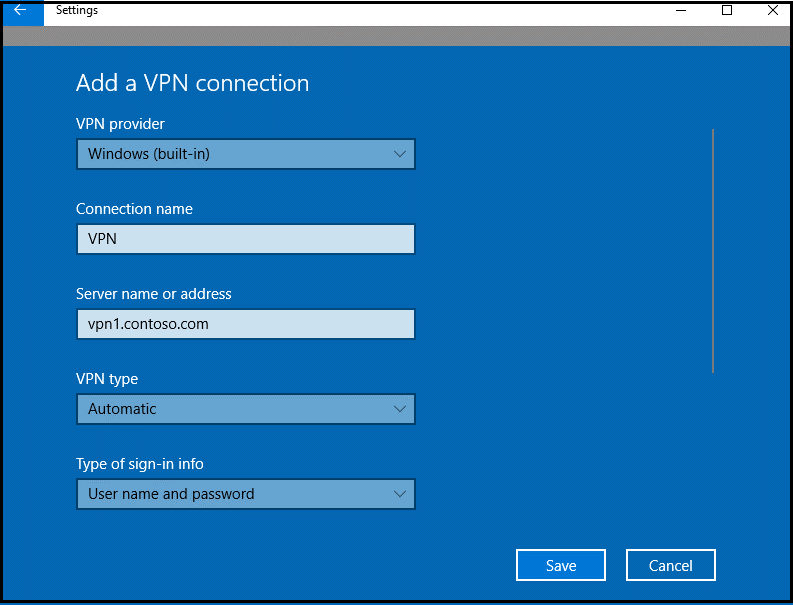 Settings
Add a VPN connection
VPN provider
Windows (built-in)
Connection name
VPN
Server name or address
vpn1.contoso.com
VPN type
Automatic
Type of sign-in info
User name and password
Save
Cancel